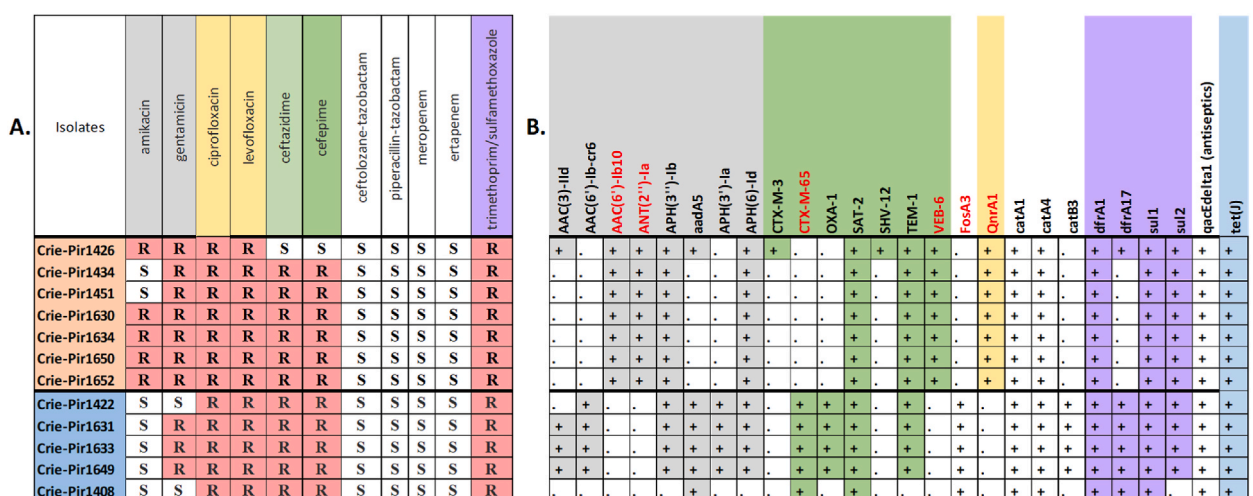 A.
Isolates
amikacin
gentamicin
ciprofloxacin
levofloxacin
ceftazidime
cefepime
ceftolozane-tazobactam
piperacillin-tazobactam
meropenem
ertapenem
trimethoprim/sulfamethoxazole
B.
AAC(3)-IId
AAC(6')-Ib-cr6
AAC(6')-Ib10
ANT(2'')-Ia
APH(3'')-Ib
aadA5
APH(3')-Ia
APH(6)-Id
CTX-M-3
CTX-M-65
OXA-1
SAT-2
SHV-12
TEM-1
VEB-6
FosA3
QnrA1
catA1
catA4
catB3
dfrA1
dfrA17
sul1
sul2
qacEdelta1 (antiseptics)
tet(J)
Crie-Pir1426 R R R R S S S S S S R + . + + + + . + + . . + + + + . + + + . + + + + + +
Crie-Pir1434 S R R R R R S S S S R . . + + + . . + . . . + . + + . + + + . + + + + +
Crie-Pir1451 S R R R R R S S S S R . . + + + . . + . . . + . + + . + + + . + . + + + +
Crie-Pir1630 R R R R R R S S S S R . . + + + . . + . . . + . + + . + + + . + . + + + +
Crie-Pir1634 R R R R R R S S S S R . . + + + . . + . . . + . + + . + + + . + . + + + +
Crie-Pir1650 R R R R R R S S S S R . . + + + . . + . . . + . + + . + + + . + . + + + +
Crie-Pir1652 R R R R R R S S S S R . . + + + . . + . . . + . + + . + + + . + . + + + +
Crie-Pir1422 S S R R R R S S S S R . + . . + + + + . + + + . + . + . + + + + + + + + +
Crie-Pir1631 S R R R R R S S S S R + + . . + + + + . + + + . + . + . + + + + + + + + +
Crie-Pir1633 S R R R R R S S S S R + + . . + + + + . + + + . + . + . + + + + + + + + +
Crie-Pir1649 S R R R R R S S S S R + + . . + + + + . + + + . + . + . + + + + + + + + +
Crie-Pir1408 S S R R R R S S S S R . . . . . + . . . + . + . . . + . + + . + + + . + +